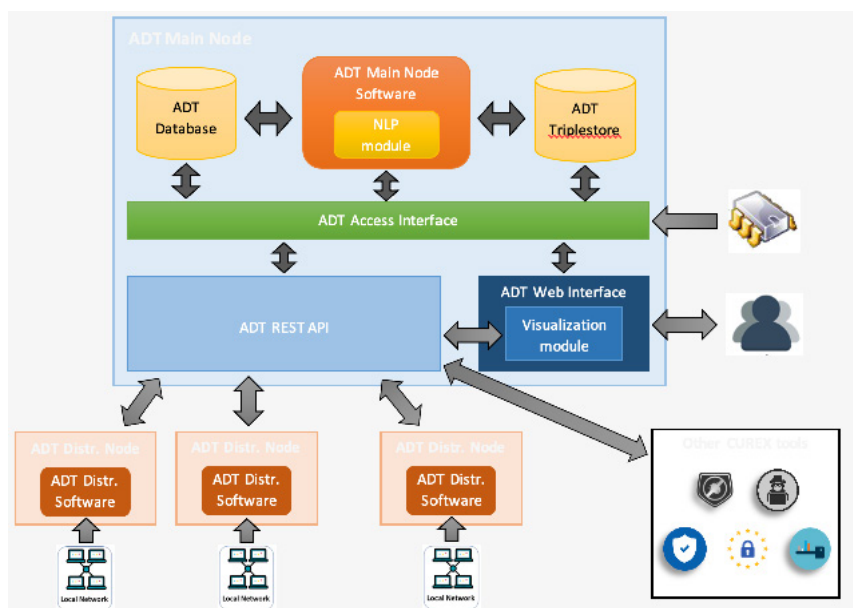 ADT Main Node
ADT
Database
ADT Main Node
Software
NLP
module
ADT
Triplestore
ADT Access Interface
ADT REST API
ADT Web Interface
Visualization
module
ADT Distr. Node
ADT Distr.
Software
Local Network
ADT Distr. Node
ADT Distr.
Software
Local Network
ADT Distr. Node
ADT Distr.
Software
Local Network
Other CUREX tools